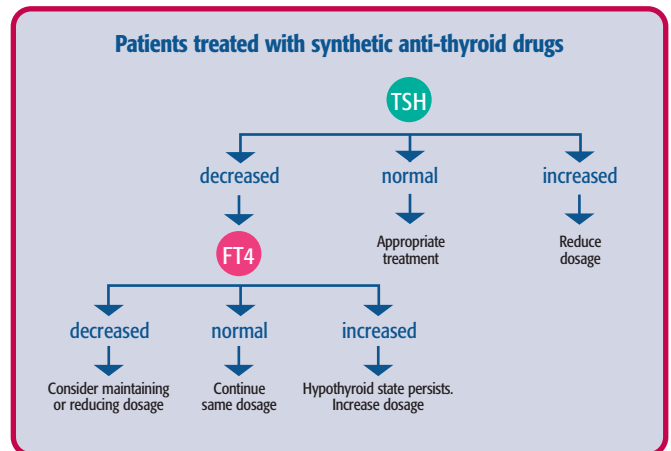 Patients treated with synthetic anti-thyroid drugs
TSH
decreased
normal
increased
FT4
Appropriate
treatment
Reduce
dosage
decreased
normal
increased
Consider maintaining
or reducing dosage
Continue
same dosage
Hypothyroid state persists.
Increase dosage